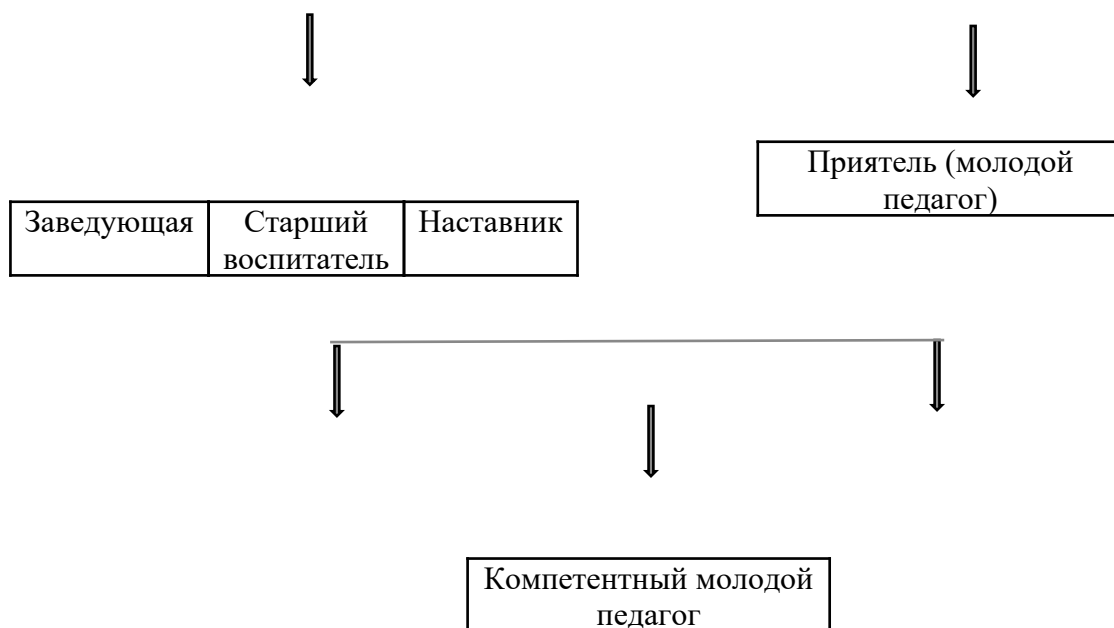 Приятель (молодой
педагог)
Заведующая
Старший
воспитатель
Наставник
Компетентный молодой
педагог